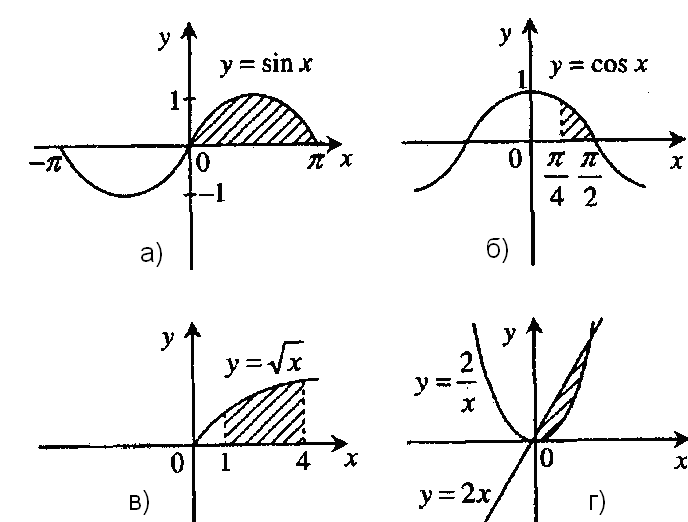 y
y = sin x
1
-π 0 π x
-1
а)
y
y = cos x
1
0 π/4 π/2 x
б)
y
y = √x
0 1 4 x
в)
y
y = 2/x
0 x
y = 2x
г)